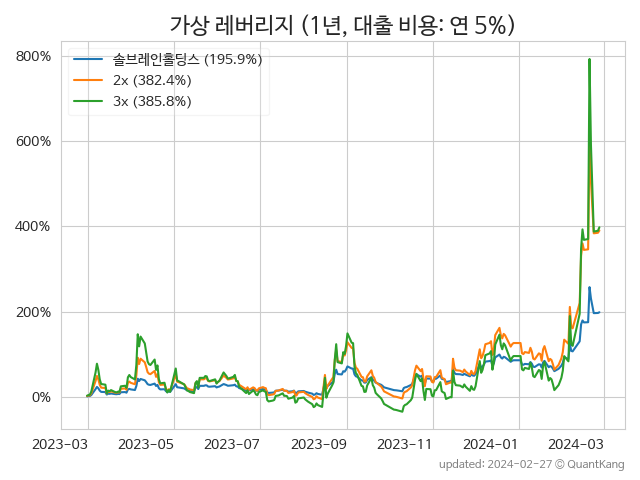 가상 레버리지 (1년, 대출 비용: 연 5%)
솔브레인홀딩스 (195.9%)
2x (382.4%)
3x (385.8%)
800%
600%
400%
200%
0%
2023-03 2023-05 2023-07 2023-09 2023-11 2024-01 2024-03
updated: 2024-02-27 © QuantKang